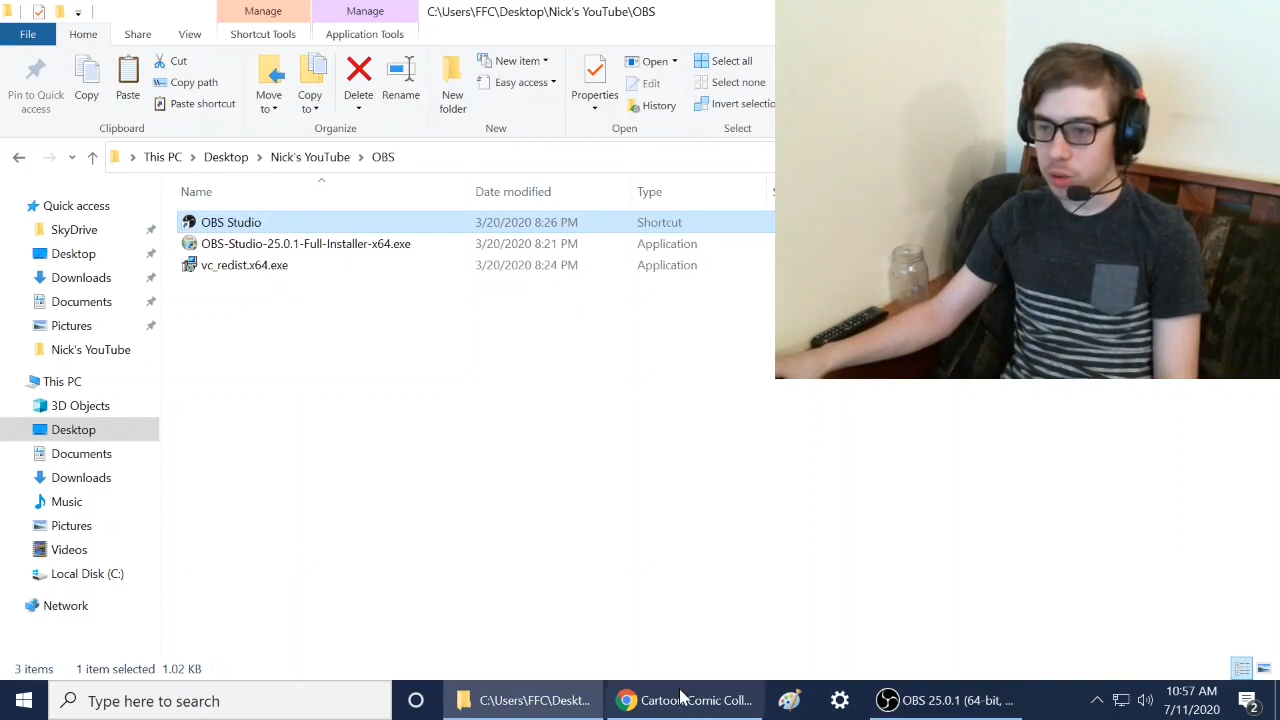 Manage
Manage
C:\Users\FFC\Desktop\Nick's YouTube\OBS
File
Home
Share
View
Shortcut Tools
Application Tools
Pin to Quick access
Copy
Paste
Cut
Copy path
Paste shortcut
Clipboard
Move to
Copy to
Delete
Rename
Organize
New folder
New item
Easy access
New
Properties
Open
Edit
History
Open
Select all
Select none
Invert selectio
Select
This PC
Desktop
Nick's YouTube
OBS
Name
Date modified
Type
OBS Studio
3/20/2020 8:26 PM
Shortcut
OBS-Studio-25.0.1-Full-Installer-x64.exe
3/20/2020 8:21 PM
Application
vc_redist.x64.exe
3/20/2020 8:24 PM
Application
Quick access
SkyDrive
Desktop
Downloads
Documents
Pictures
Nick's YouTube
This PC
3D Objects
Desktop
Documents
Downloads
Music
Pictures
Videos
Local Disk (C:)
Network
3 items
1 item selected 1.02 KB
Type here to search
C:\Users\FFC\Deskt...
Comic Coll...
OBS 25.0.1 (64-bit, ...
10:57 AM
7/11/2020
2